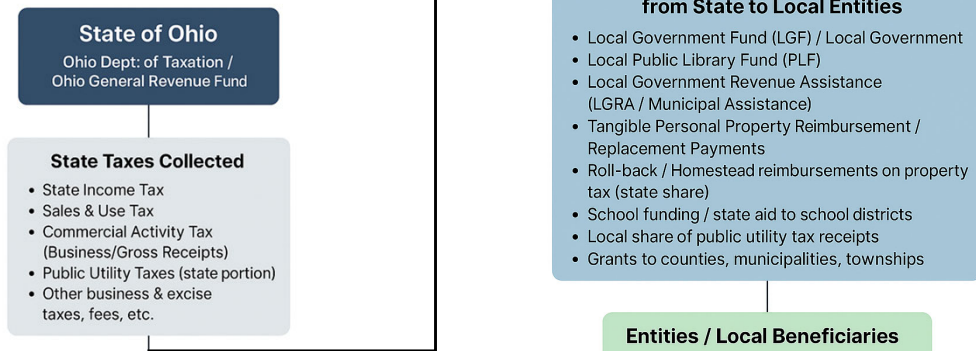 State of Ohio
Ohio Dept: of Taxation /
Ohio General Revenue Fund
State Taxes Collected
• State Income Tax
• Sales & Use Tax
• Commercial Activity Tax
(Business/Gross Receipts)
• Public Utility Taxes (state portion)
• Other business & excise
taxes, fees, etc.
from State to Local Entities
• Local Government Fund (LGF) / Local Government
• Local Public Library Fund (PLF)
• Local Government Revenue Assistance
(LGRA / Municipal Assistance)
• Tangible Personal Property Reimbursement /
Replacement Payments
• Roll-back / Homestead reimbursements on property
tax (state share)
• School funding / state aid to school districts
• Local share of public utility tax receipts
• Grants to counties, municipalities, townships
Entities / Local Beneficiaries